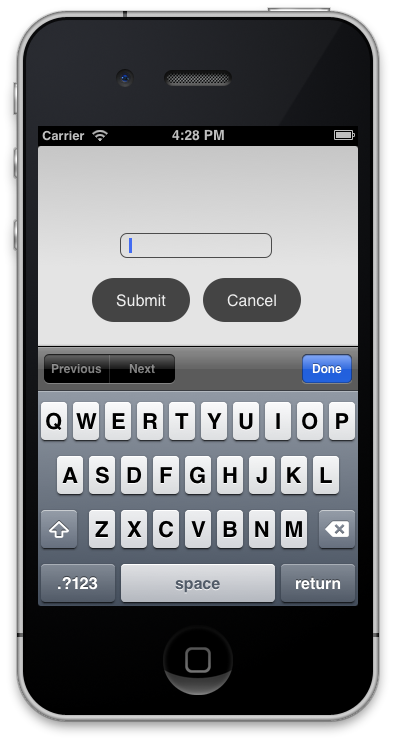 Carrier 4:28 PM
Submit Cancel
Previous Next Done
Q W E R T Y U I O P
A S D F G H J K L
Z X C V B N M
.?123 space return